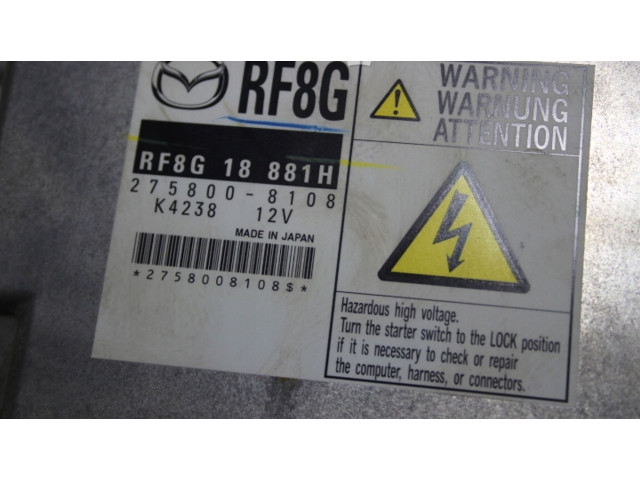 RF8G
RF8G 18 881H
275800-8108
K4238 12V
MADE IN JAPAN
*2758008108$*
WARNING
WARNUNG
ATTENTION
Hazardous high voltage.
Turn the starter switch to the LOCK position
if it is necessary to check or repair
the computer, harness, or connectors.